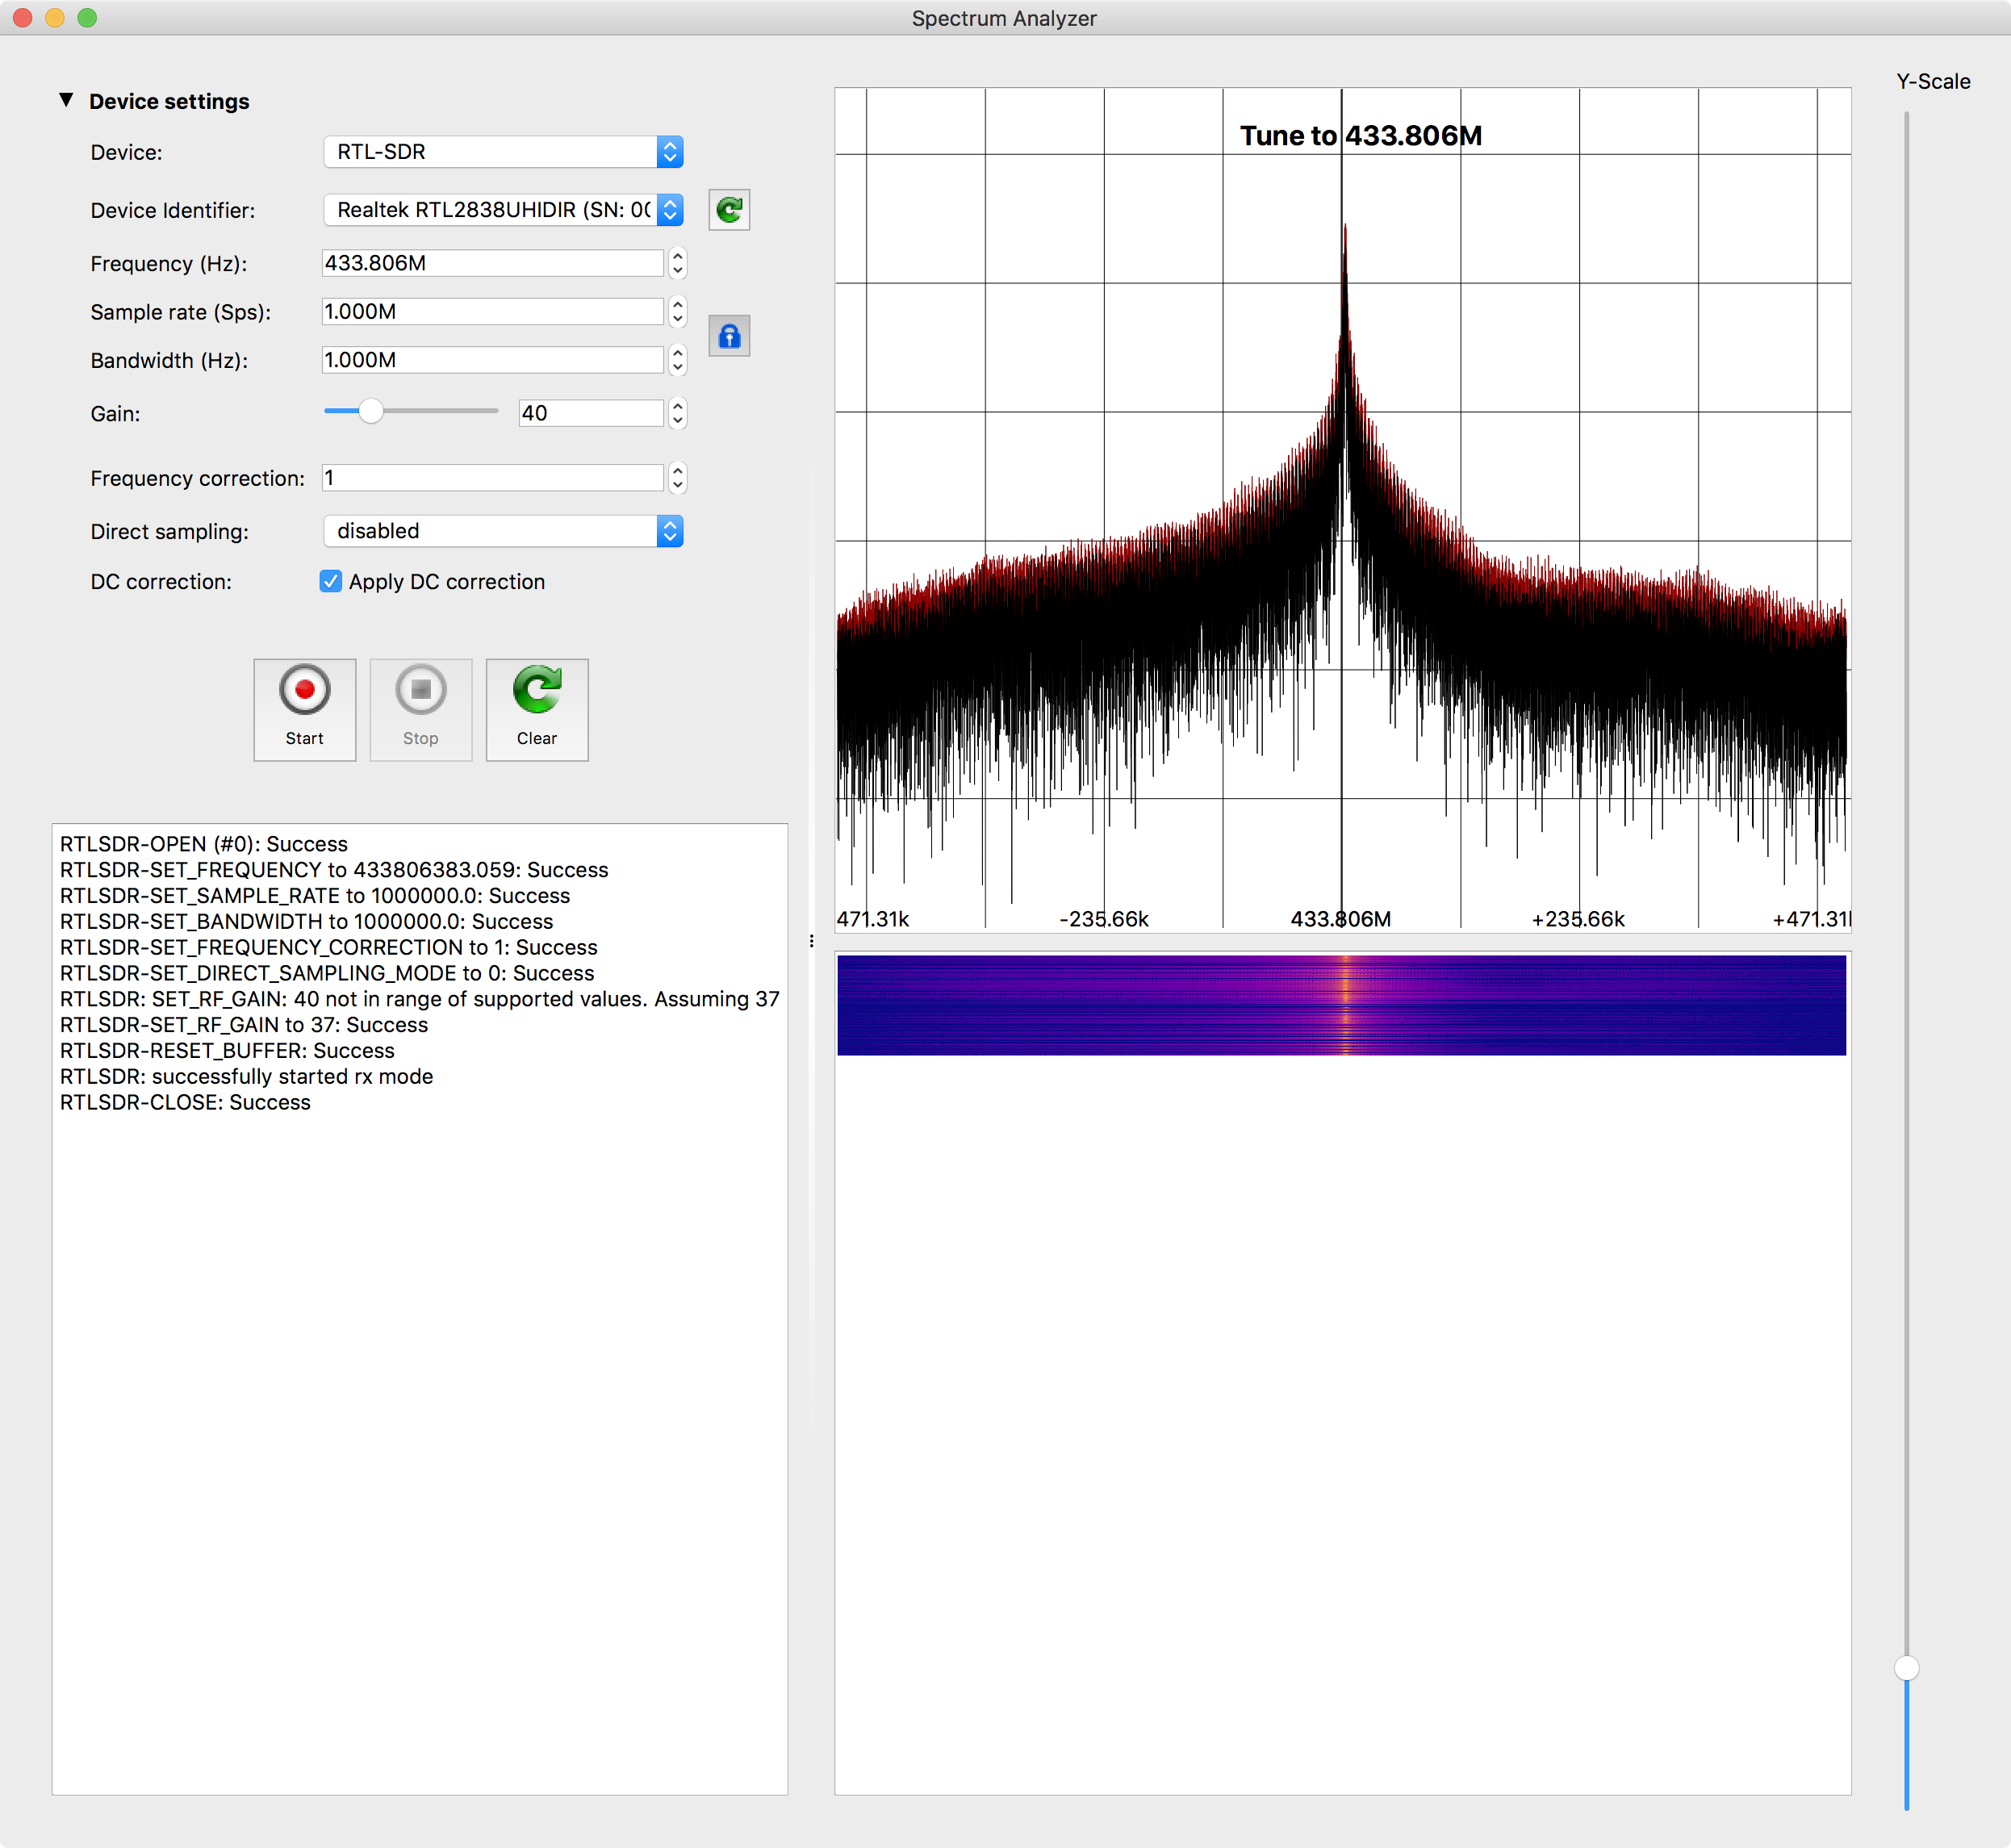 Spectrum Analyzer
Device settings
Device: RTL-SDR
Device Identifier: Realtek RTL2838UHIDIR (SN: 00
Frequency (Hz): 433.806M
Sample rate (Sps): 1.000M
Bandwidth (Hz): 1.000M
Gain: 40
Frequency correction: 1
Direct sampling: disabled
DC correction: Apply DC correction
Start Stop Clear
RTLSDR-OPEN (#0): Success
RTLSDR-SET_FREQUENCY to 433806383.059: Success
RTLSDR-SET_SAMPLE_RATE to 1000000.0: Success
RTLSDR-SET_BANDWIDTH to 1000000.0: Success
RTLSDR-SET_FREQUENCY_CORRECTION to 1: Success
RTLSDR-SET_DIRECT_SAMPLING_MODE to 0: Success
RTLSDR: SET_RF_GAIN: 40 not in range of supported values. Assuming 37
RTLSDR-SET_RF_GAIN to 37: Success
RTLSDR-RESET_BUFFER: Success
RTLSDR: successfully started rx mode
RTLSDR-CLOSE: Success
Tune to 433.806M
471.31k -235.66k 433.806M +235.66k +471.31k
Y-Scale